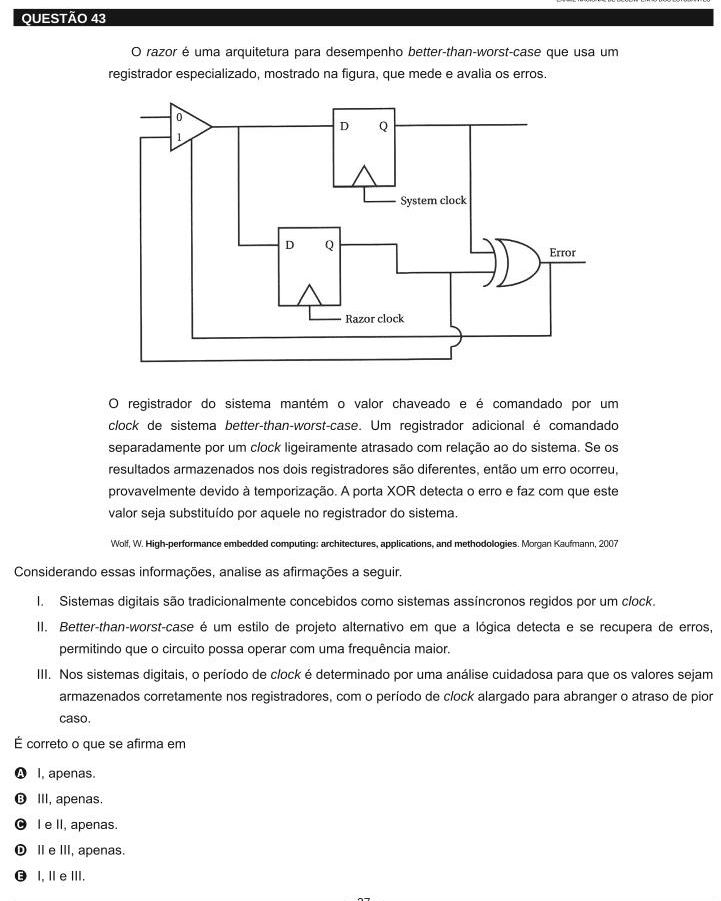 QUESTÃO 43
O razor é uma arquitetura para desempenho better-than-worst-case que usa um
registrador especializado, mostrado na figura, que mede e avalia os erros.
0
1
D Q
System clock
D Q
Razor clock
Error
O registrador do sistema mantém o valor chaveado e é comandado por um
clock de sistema better-than-worst-case. Um registrador adicional é comandado
separadamente por um clock ligeiramente atrasado com relação ao do sistema. Se os
resultados armazenados nos dois registradores são diferentes, então um erro ocorreu,
provavelmente devido à temporização. A porta XOR detecta o erro e faz com que este
valor seja substituído por aquele no registrador do sistema.
Wolf, W. High-performance embedded computing: architectures, applications, and methodologies. Morgan Kaufmann, 2007
Considerando essas informações, analise as afirmações a seguir.
I. Sistemas digitais são tradicionalmente concebidos como sistemas assíncronos regidos por um clock.
II. Better-than-worst-case é um estilo de projeto alternativo em que a lógica detecta e se recupera de erros,
permitindo que o circuito possa operar com uma frequência maior.
III. Nos sistemas digitais, o período de clock é determinado por uma análise cuidadosa para que os valores sejam
armazenados corretamente nos registradores, com o período de clock alargado para abranger o atraso de pior
caso.
É correto o que se afirma em
A I, apenas.
B III, apenas.
C I e II, apenas.
D II e III, apenas.
E I, II e III.